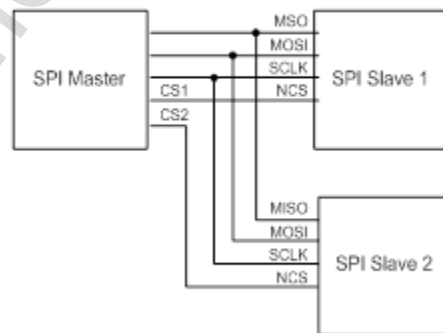 MSO
MOSI
SCLK
SPI Master
SPI Slave 1
CS1
NCS
CS2
MISO
MOSI
SCLK
SPI Slave 2
NCS